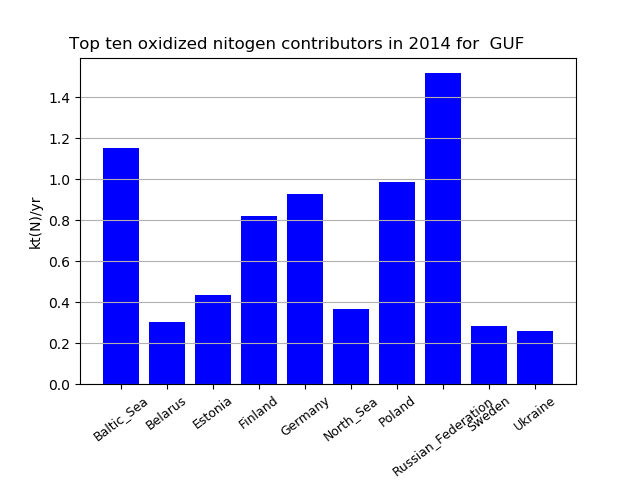 Top ten oxidized nitogen contributors in 2014 for  GUF
kt(N)/yr
1.4
1.2
1.0
0.8
0.6
0.4
0.2
0.0
Baltic_Sea
Belarus
Estonia
Finland
Germany
North_Sea
Poland
Russian_Federation
Sweden
Ukraine